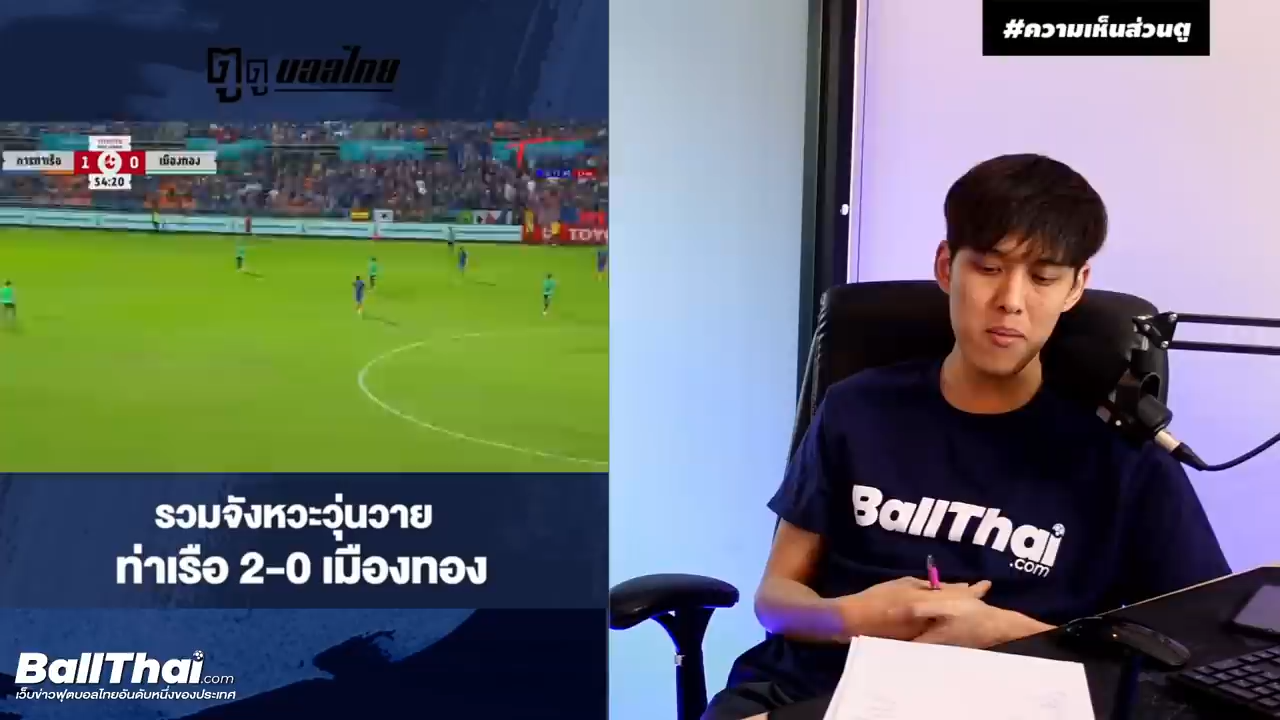 #ความเห็นส่วนตู
ตูดูบอลไทย
การท่าเรือ 1 0 เมืองทอง
54:20
TOYO
รวมจังหวะวุ่นวาย
ท่าเรือ 2-0 เมืองทอง
BallThai.com
BallThai.com
เว็บข่าวฟุตบอลไทยอันดับหนึ่งของประเทศ